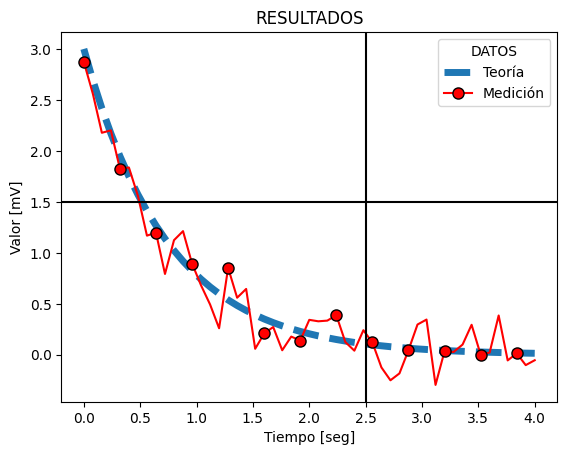 RESULTADOS
DATOS
Teoría
Medición
Valor [mV]
3.0
2.5
2.0
1.5
1.0
0.5
0.0
0.0 0.5 1.0 1.5 2.0 2.5 3.0 3.5 4.0
Tiempo [seg]